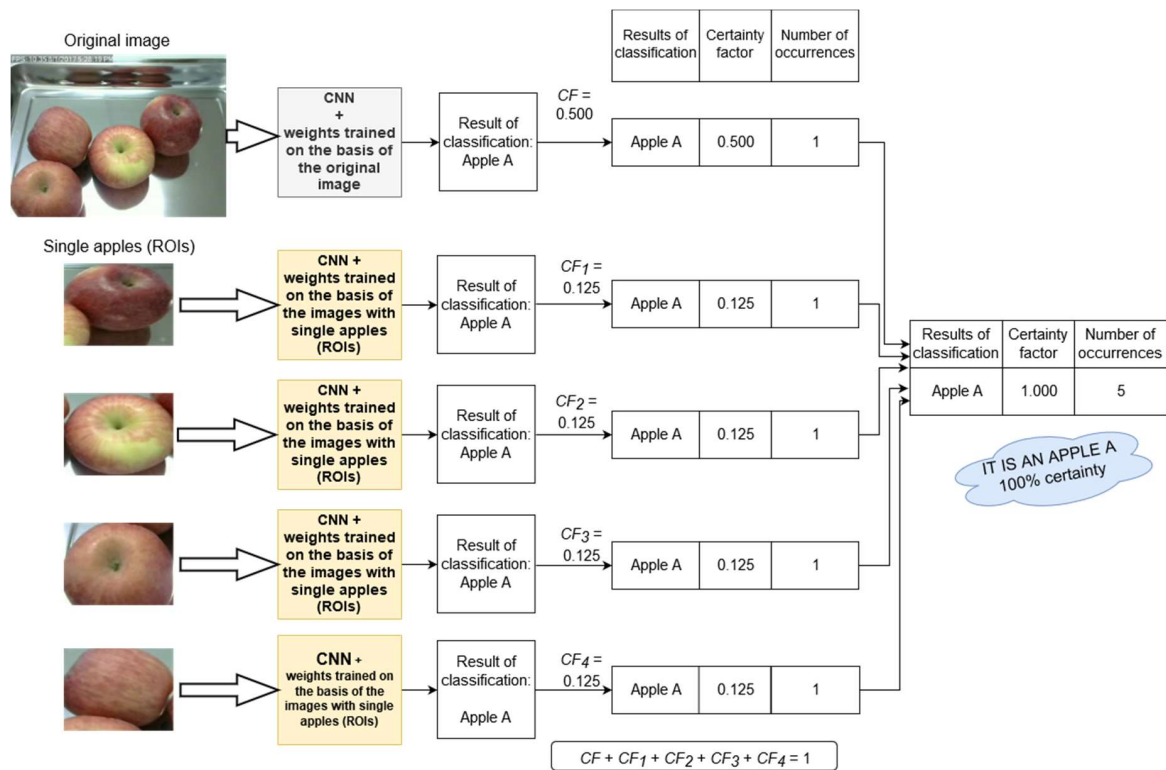 Original image
CNN
+
weights trained
on the basis of
the original
image
Result of
classification:
Apple A
CF =
0.500
Results of
classification
Certainty
factor
Number of
occurrences
Apple A
0.500
1
Single apples (ROIs)
CNN +
weights trained
on the basis of
the images with
single apples
(ROIs)
Result of
classification:
Apple A
CF1 =
0.125
Apple A
0.125
1
CNN +
weights trained
on the basis of
the images with
single apples
(ROIs)
Result of
classification:
Apple A
CF2 =
0.125
Apple A
0.125
1
CNN +
weights trained
on the basis of
the images with
single apples
(ROIs)
Result of
classification:
Apple A
CF3 =
0.125
Apple A
0.125
1
CNN +
weights trained
on the basis of the
images with single
apples (ROIs)
Result of
classification:
Apple A
CF4 =
0.125
Apple A
0.125
1
Results of
classification
Certainty
factor
Number of
occurrences
Apple A
1.000
5
IT IS AN APPLE A
100% certainty
CF + CF1 + CF2 + CF3 + CF4 = 1